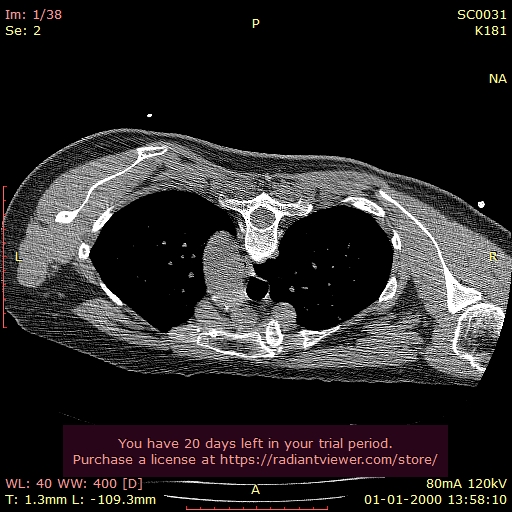 Im: 1/38
Se: 2
P
SC0031
K181
NA
L
R
You have 20 days left in your trial period.
Purchase a license at https://radiantviewer.com/store/
WL: 40 WW: 400 [D]
T: 1.3mm L: -109.3mm
A
80mA 120kV
01-01-2000 13:58:10